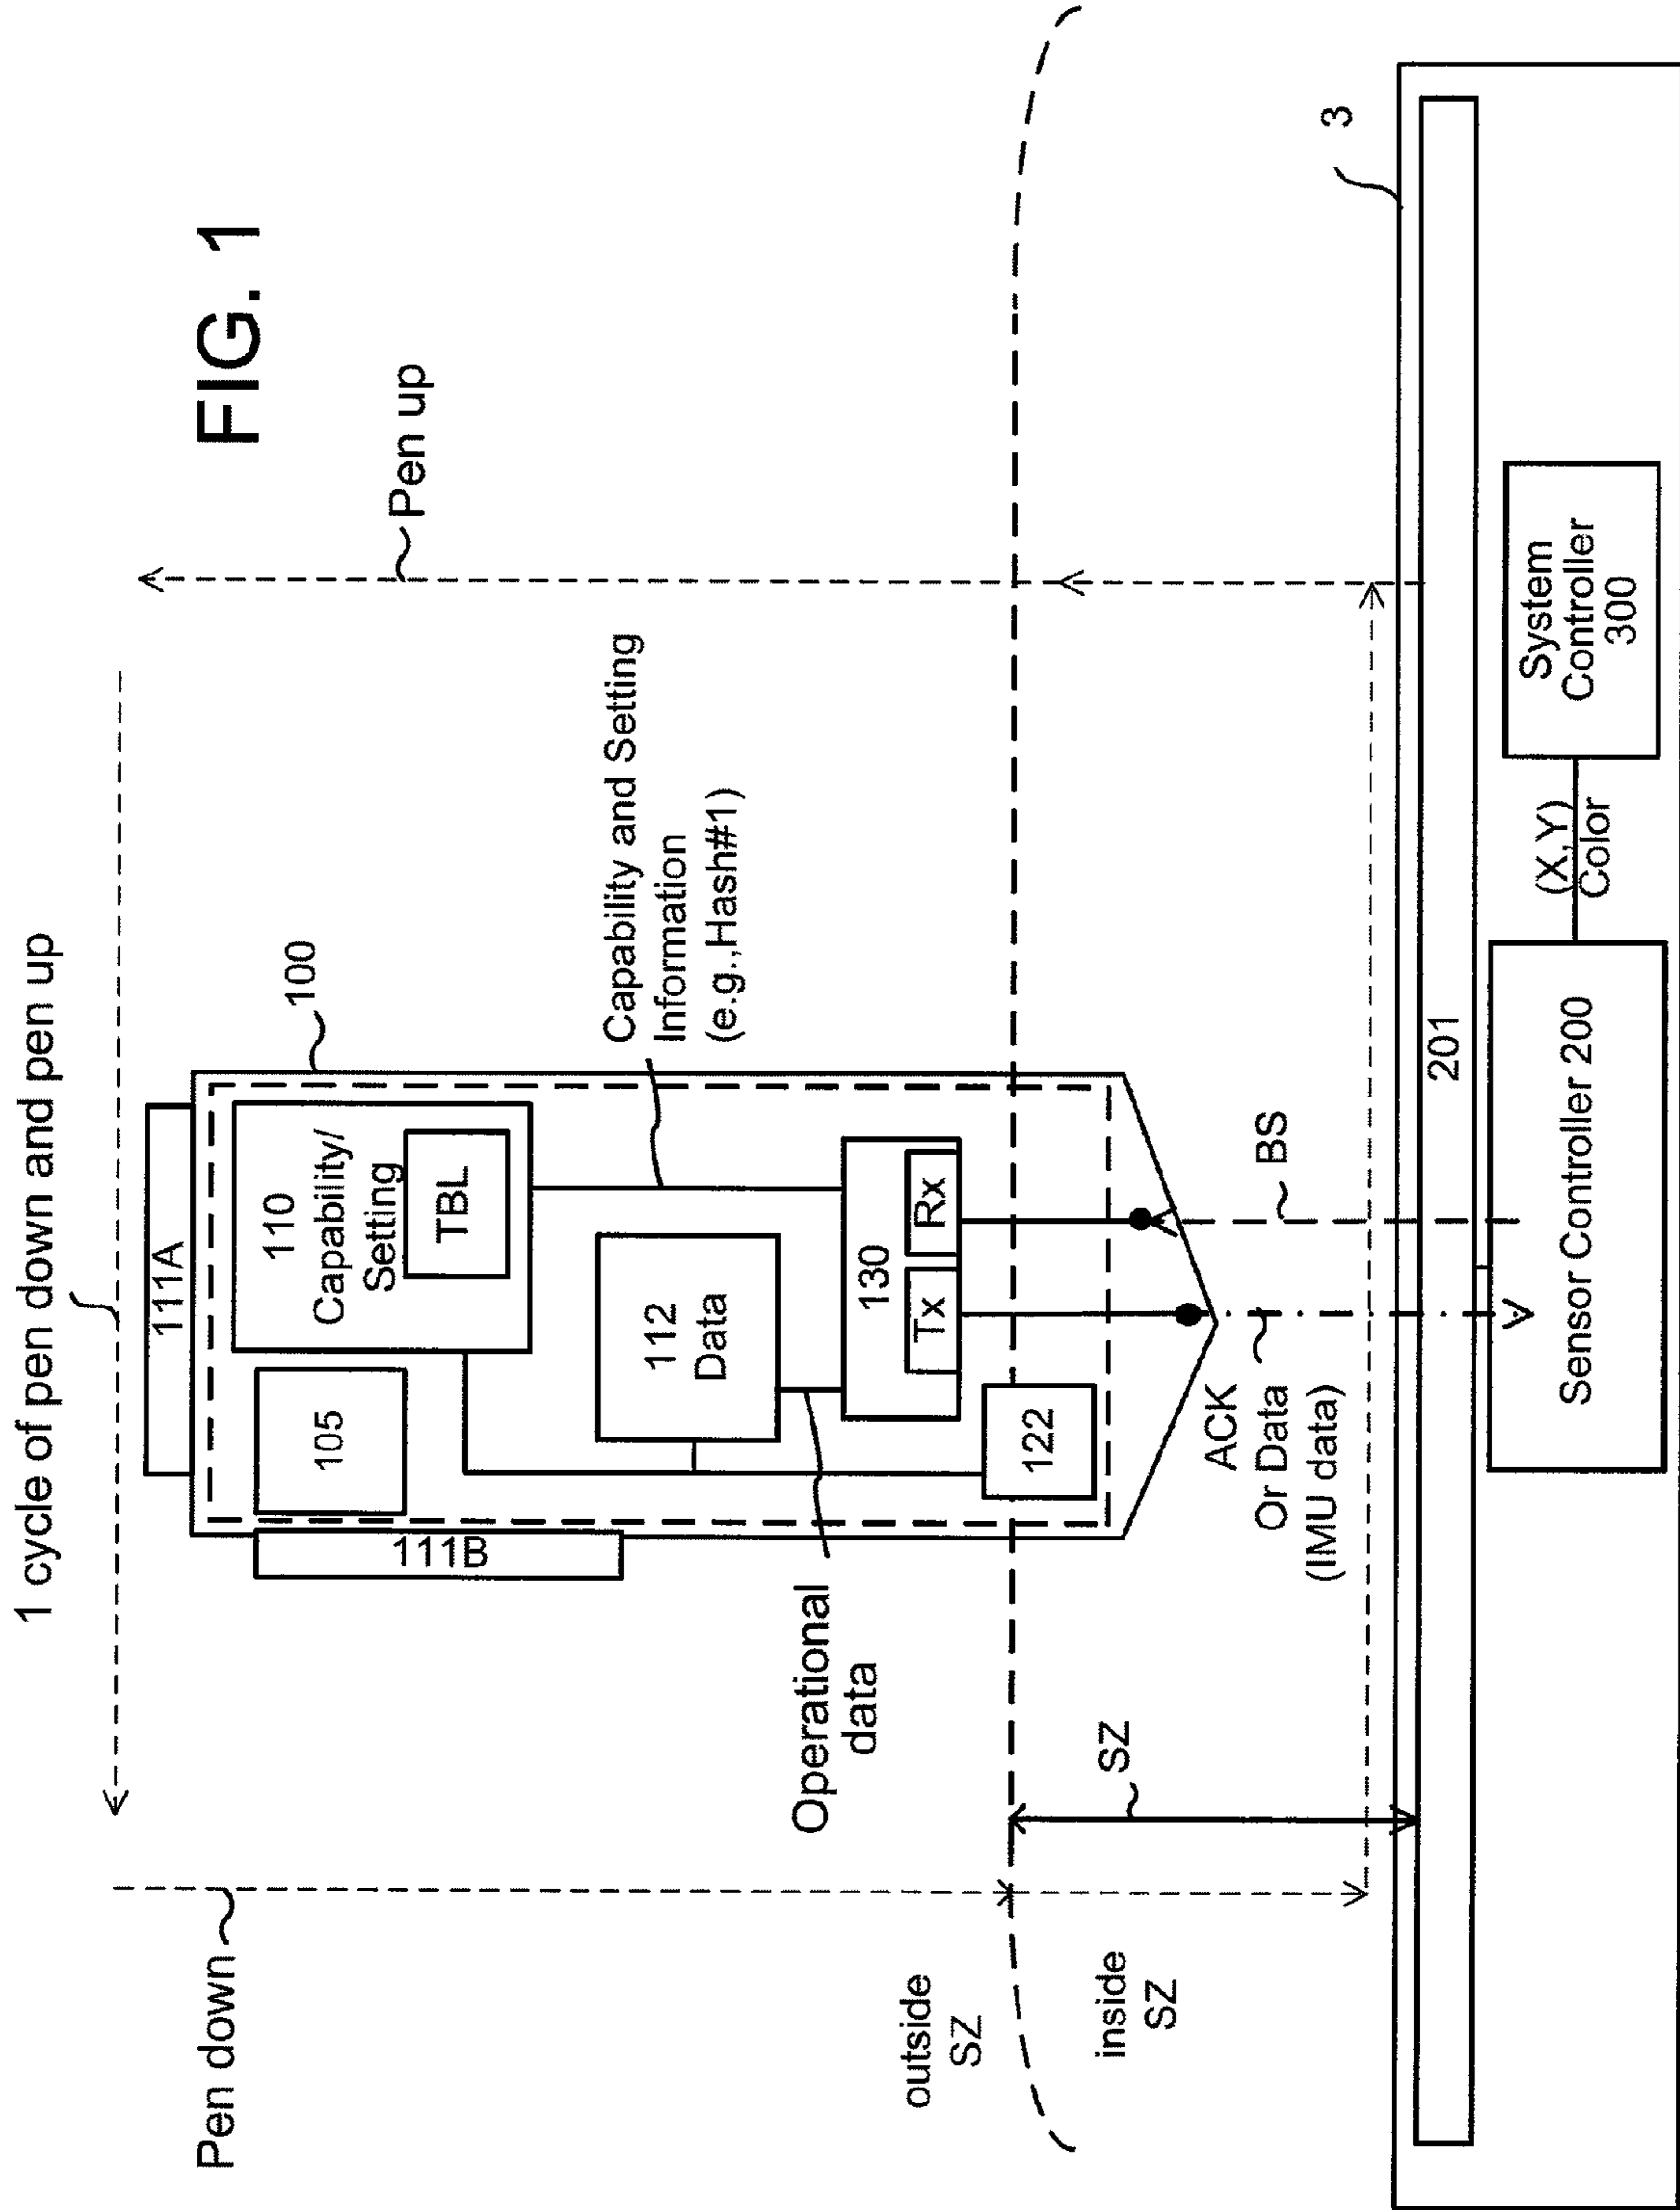 FIG. 1
1 cycle of pen down and pen up
Pen down
Pen up
111A
100
105
110
Capability/
Setting
TBL
111B
Capability and Setting
Information
(e.g.,Hash#1)
112
Data
Operational
data
130
Tx
Rx
122
outside
SZ
inside
SZ
SZ
ACK
Or Data
(IMU data)
BS
3
201
Sensor Controller 200
(X,Y)
Color
System
Controller
300